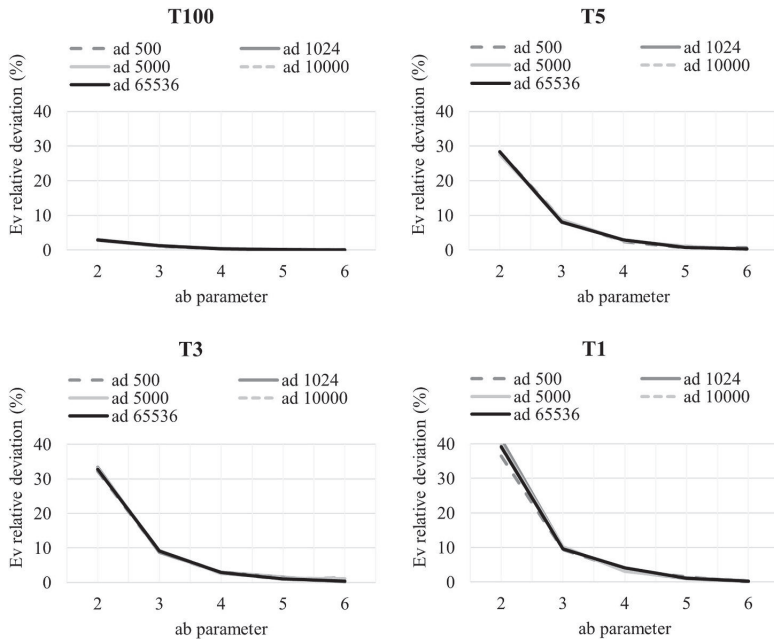 T100
ad 500 ad 1024
ad 5000 ad 10000
ad 65536
Ev relative deviation (%)
40
30
20
10
0
2 3 4 5 6
ab parameter
T5
ad 500 ad 1024
ad 5000 ad 10000
ad 65536
Ev relative deviation (%)
40
30
20
10
0
2 3 4 5 6
ab parameter
T3
ad 500 ad 1024
ad 5000 ad 10000
ad 65536
Ev relative deviation (%)
40
30
20
10
0
2 3 4 5 6
ab parameter
T1
ad 500 ad 1024
ad 5000 ad 10000
ad 65536
Ev relative deviation (%)
40
30
20
10
0
2 3 4 5 6
ab parameter